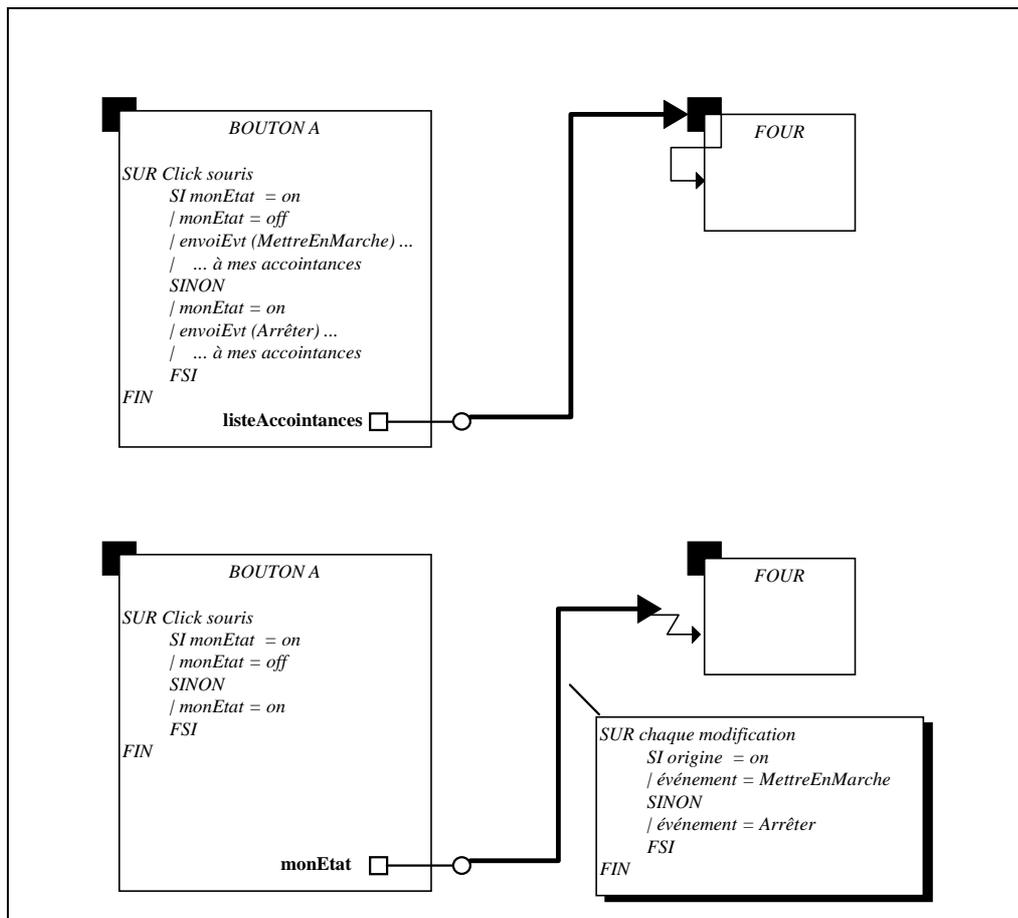 BOUTON A
SUR Click souris
SI monEtat = on
| monEtat = off
| envoiEvt (MettreEnMarche) ...
| ... à mes accointances
SINON
| monEtat = on
| envoiEvt (Arrêter) ...
| ... à mes accointances
FSI
FIN
listeAccointances
FOUR
BOUTON A
SUR Click souris
SI monEtat = on
| monEtat = off
SINON
| monEtat = on
FSI
FIN
monEtat
FOUR
SUR chaque modification
SI origine = on
| événement = MettreEnMarche
SINON
| événement = Arrêter
FSI
FIN